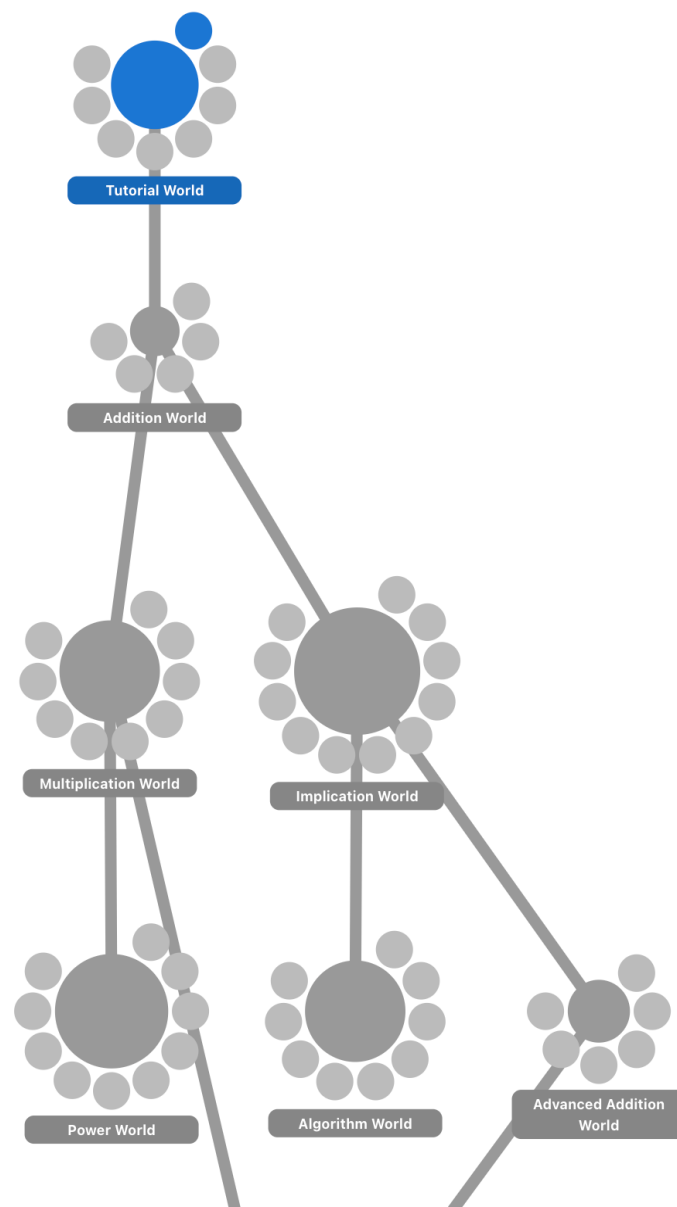 Tutorial World
Addition World
Multiplication World
Implication World
Power World
Algorithm World
Advanced Addition
World